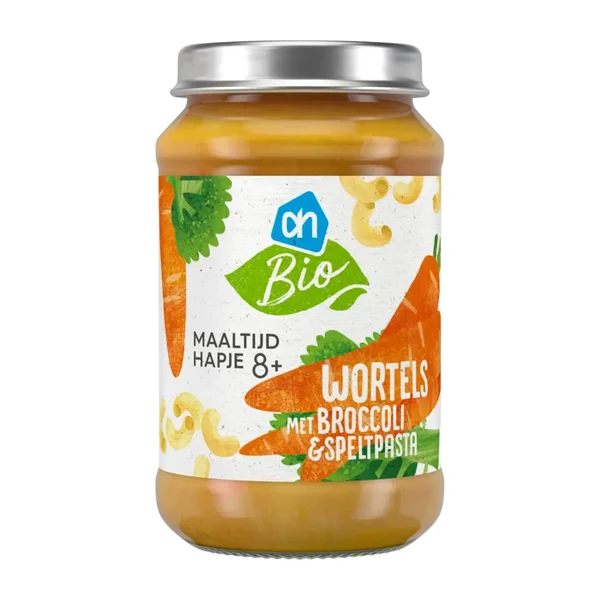 ah
Bio
MAALTIJD
HAPJE 8+
WORTELS
MET BROCCOLI
& SPELTPASTA